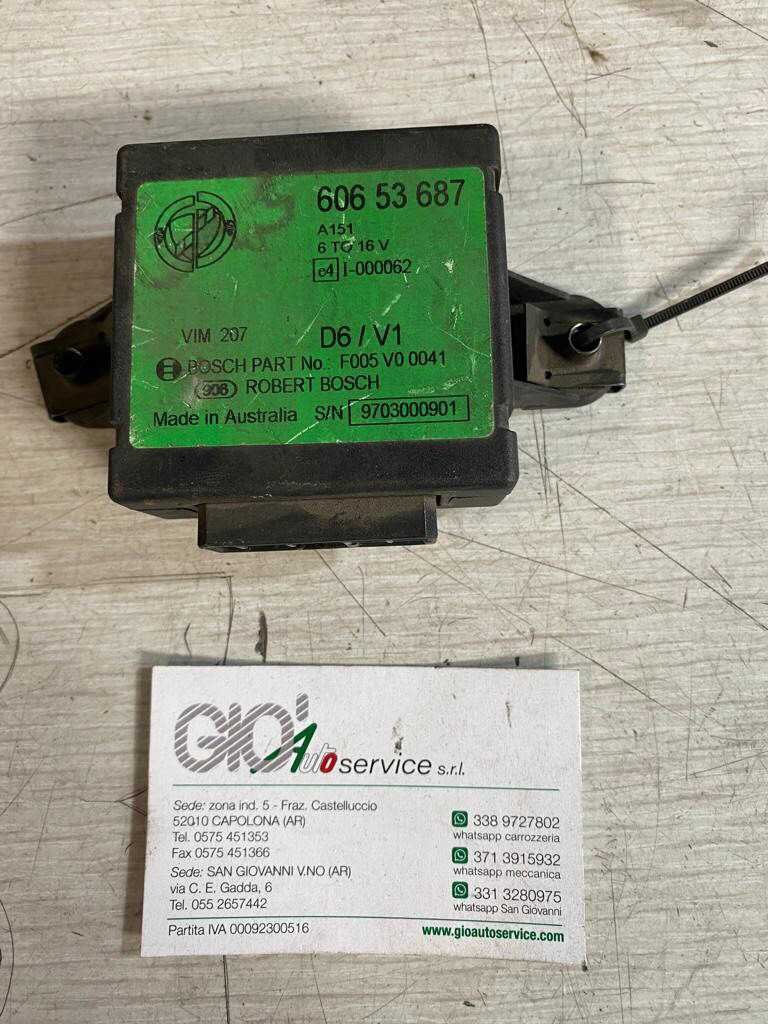 606 53 687
A151
6 TO 16 V
e4 I-000062
VIM 207 D6 / V1
BOSCH PART No.: F005 V0 0041
906 ROBERT BOSCH
Made in Australia S/N 9703000901
GIO' Auto service s.r.l.
Sede: zona ind. 5 - Fraz. Castelluccio
52010 CAPOLONA (AR)
Tel. 0575 451353
Fax 0575 451366
Sede: SAN GIOVANNI V.NO (AR)
via C. E. Gadda, 6
Tel. 055 2657442
Partita IVA 00092300516
338 9727802
whatsapp carrozzeria
371 3915932
whatsapp meccanica
331 3280975
whatsapp San Giovanni
www.gioautoservice.com